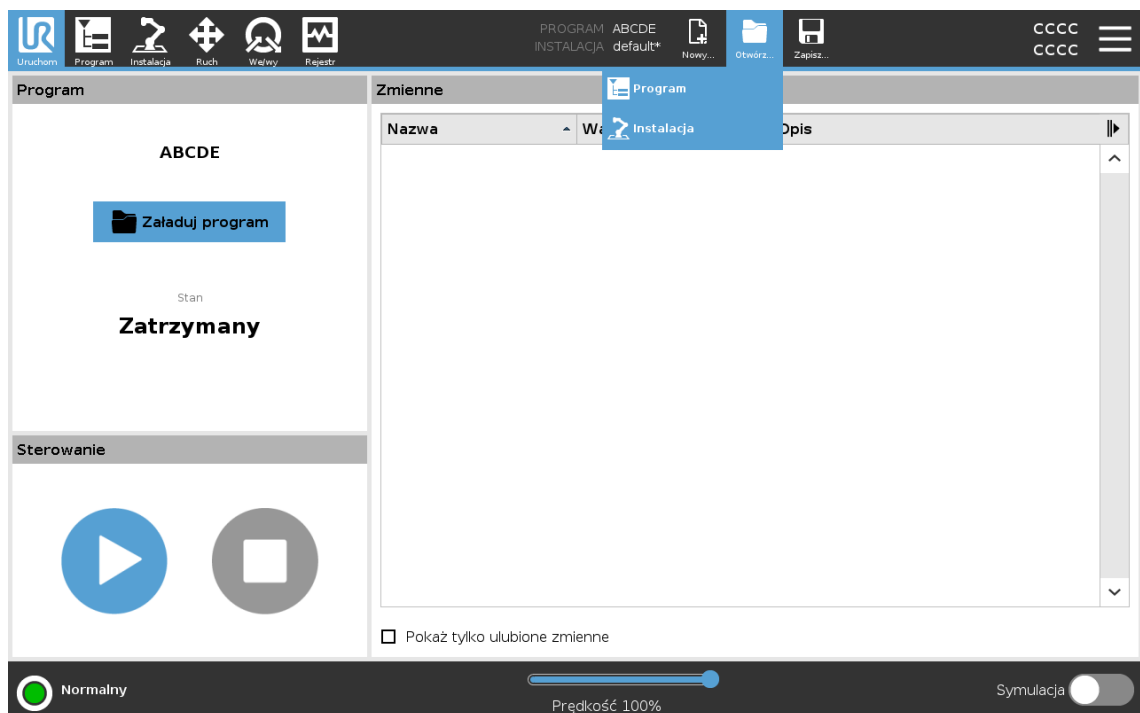 UR
Uruchom Program Instalacja Ruch We/wy Rejestr
PROGRAM ABCDE
INSTALACJA default*
Nowy... Otwórz... Zapisz...
CCCC
CCCC
Program
Instalacja
Program
ABCDE
Załaduj program
Stan
Zatrzymany
Sterowanie
Zmienne
Nazwa Opis
Pokaż tylko ulubione zmienne
Normalny
Prędkość 100%
Symulacja